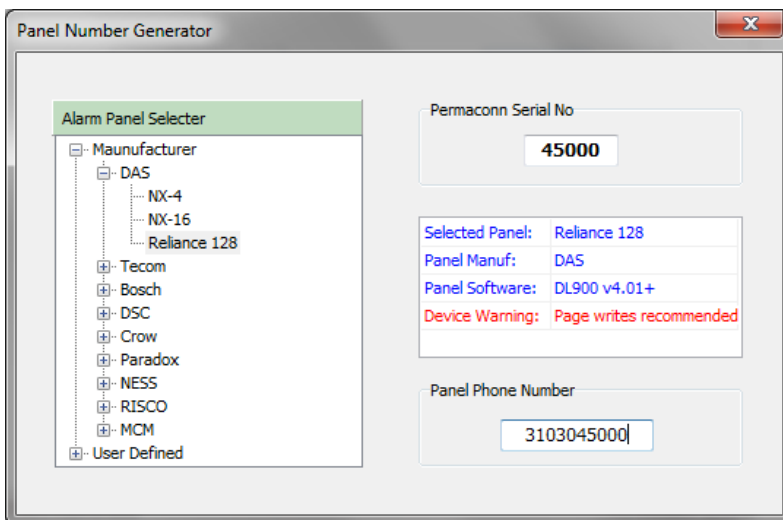 Panel Number Generator
Alarm Panel Selecter
Maunufacturer
DAS
NX-4
NX-16
Reliance 128
Tecom
Bosch
DSC
Crow
Paradox
NESS
RISCO
MCM
User Defined
Permaconn Serial No
45000
Selected Panel: Reliance 128
Panel Manuf: DAS
Panel Software: DL900 v4.01+
Device Warning: Page writes recommended
Panel Phone Number
3103045000